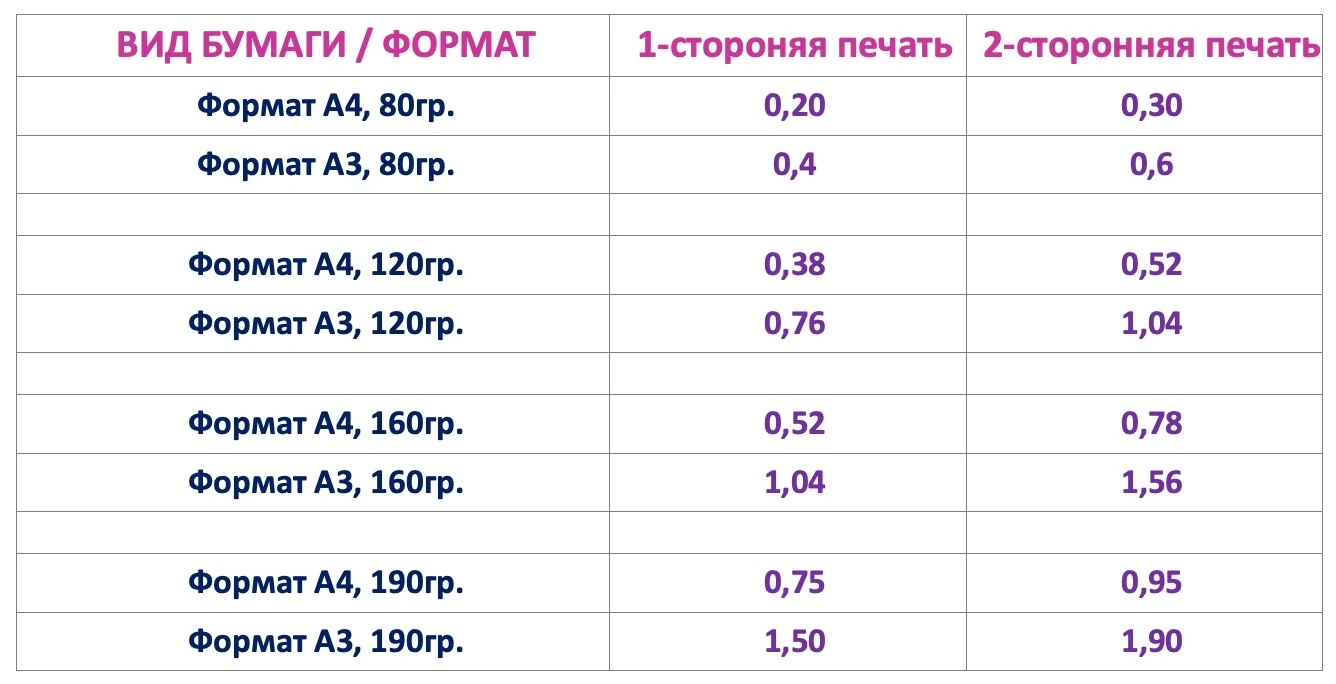 ВИД БУМАГИ / ФОРМАТ 1-стороняя печать 2-сторонняя печать
Формат А4, 80гр. 0,20 0,30
Формат А3, 80гр. 0,4 0,6
Формат А4, 120гр. 0,38 0,52
Формат А3, 120гр. 0,76 1,04
Формат А4, 160гр. 0,52 0,78
Формат А3, 160гр. 1,04 1,56
Формат А4, 190гр. 0,75 0,95
Формат А3, 190гр. 1,50 1,90